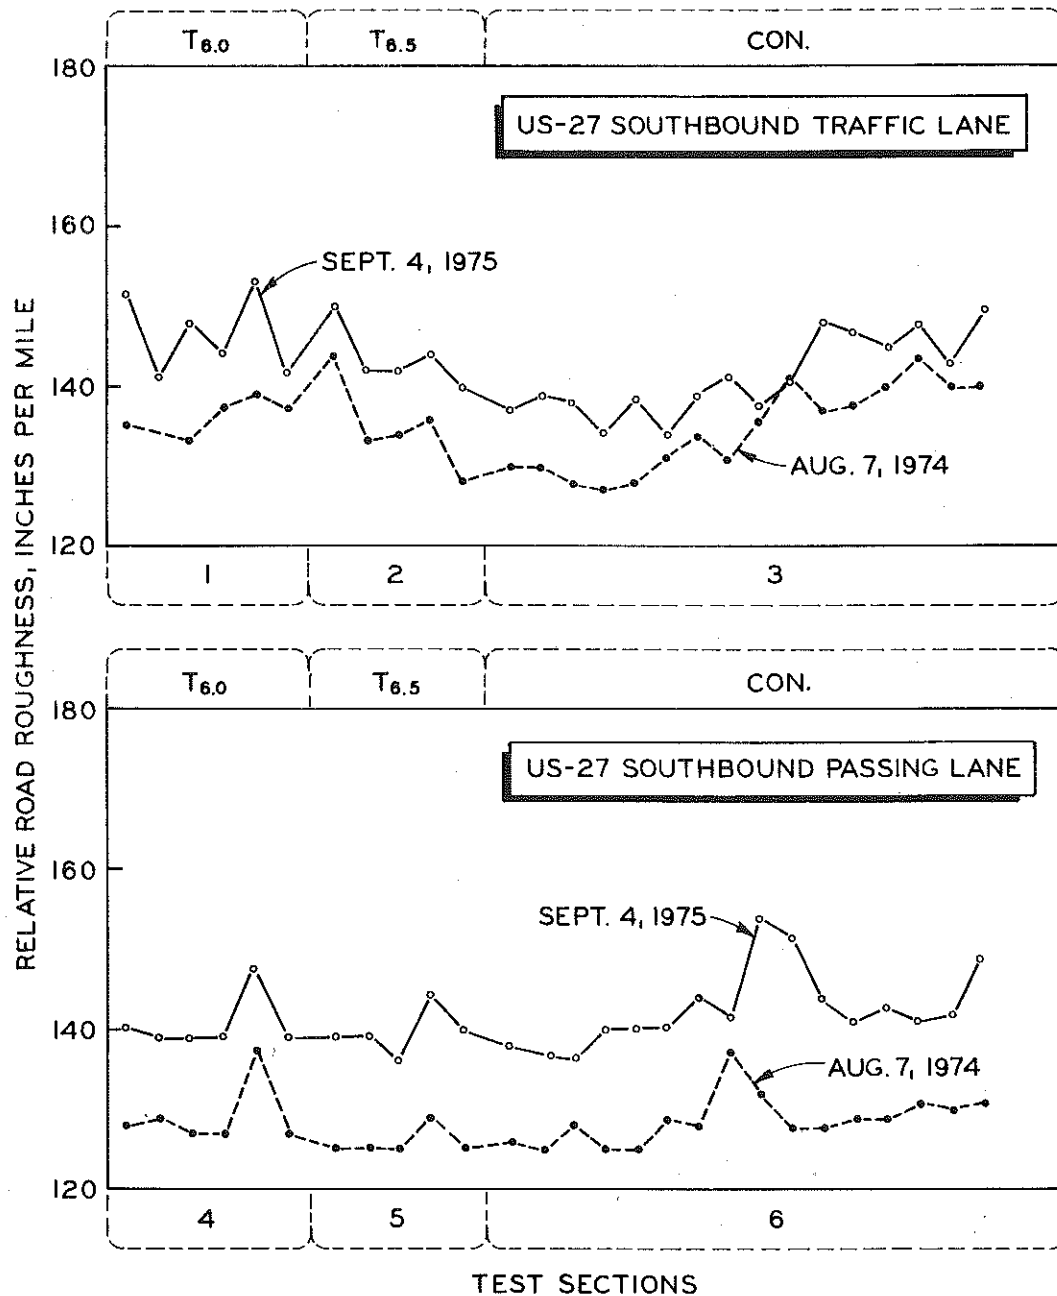 T6.0 T6.5 CON.
180
US-27 SOUTHBOUND TRAFFIC LANE
160
SEPT. 4, 1975
140
AUG. 7, 1974
120
1 2 3
RELATIVE ROAD ROUGHNESS, INCHES PER MILE
T6.0 T6.5 CON.
180
US-27 SOUTHBOUND PASSING LANE
160
SEPT. 4, 1975
140
AUG. 7, 1974
120
4 5 6
TEST SECTIONS